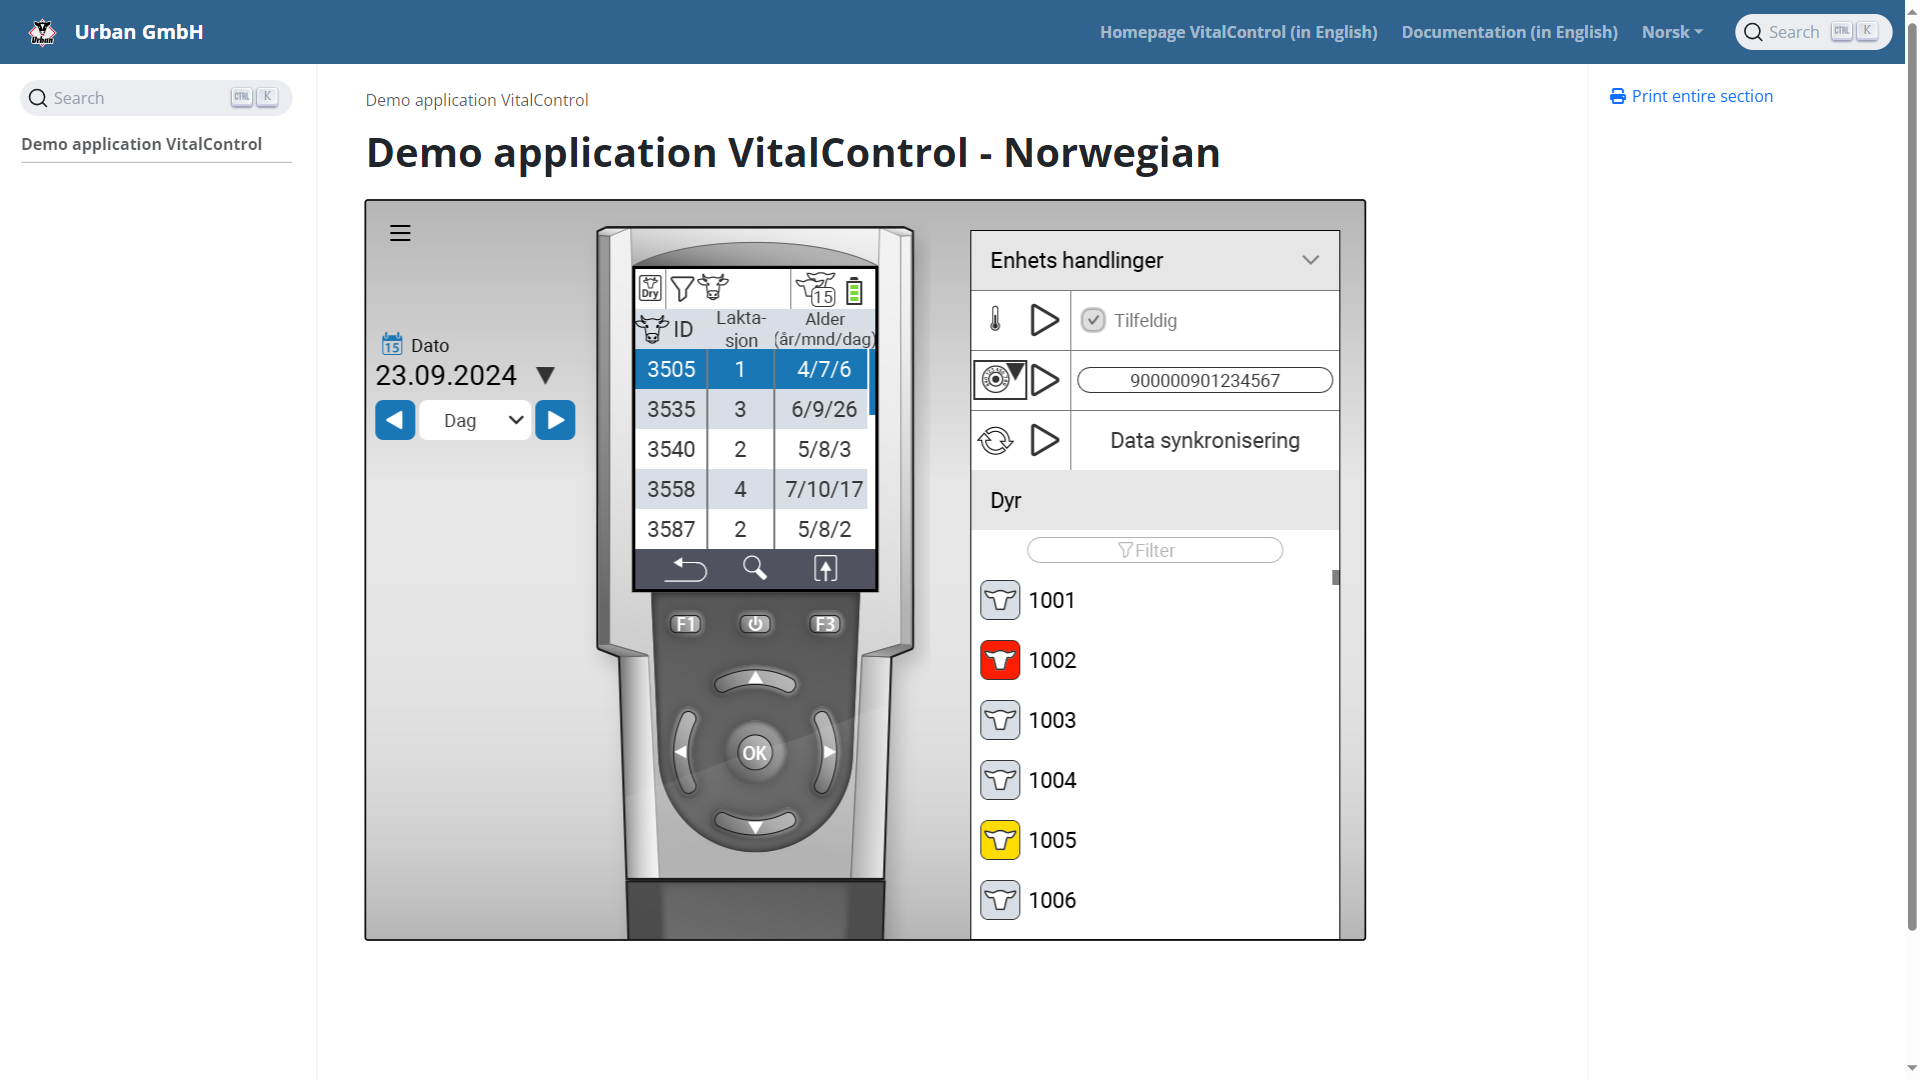 Urban GmbH
Homepage VitalControl (in English)
Documentation (in English)
Norsk
Search CTRL K
Search CTRL K
Demo application VitalControl
Demo application VitalControl
Demo application VitalControl - Norwegian
Print entire section
15 Dato
23.09.2024
Dag
Dry 15
ID Lakta-
sjon Alder
(år/mnd/dag)
3505 1 4/7/6
3535 3 6/9/26
3540 2 5/8/3
3558 4 7/10/17
3587 2 5/8/2
F1 F3
OK
Enhets handlinger
Tilfeldig
900000901234567
Data synkronisering
Dyr
Filter
1001
1002
1003
1004
1005
1006